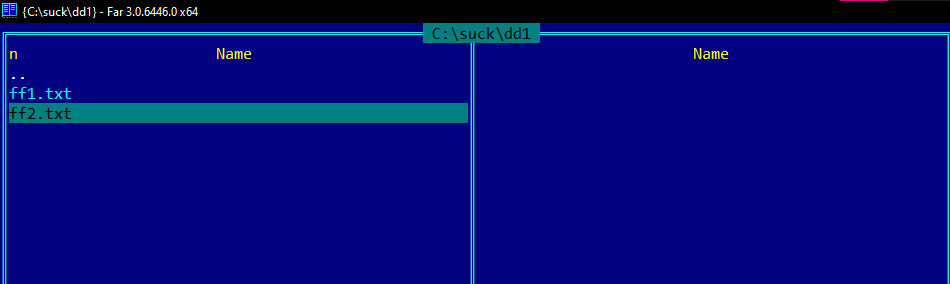 {C:\suck\dd1} - Far 3.0.6446.0 x64
C:\suck\dd1
n Name Name
..
ff1.txt
ff2.txt